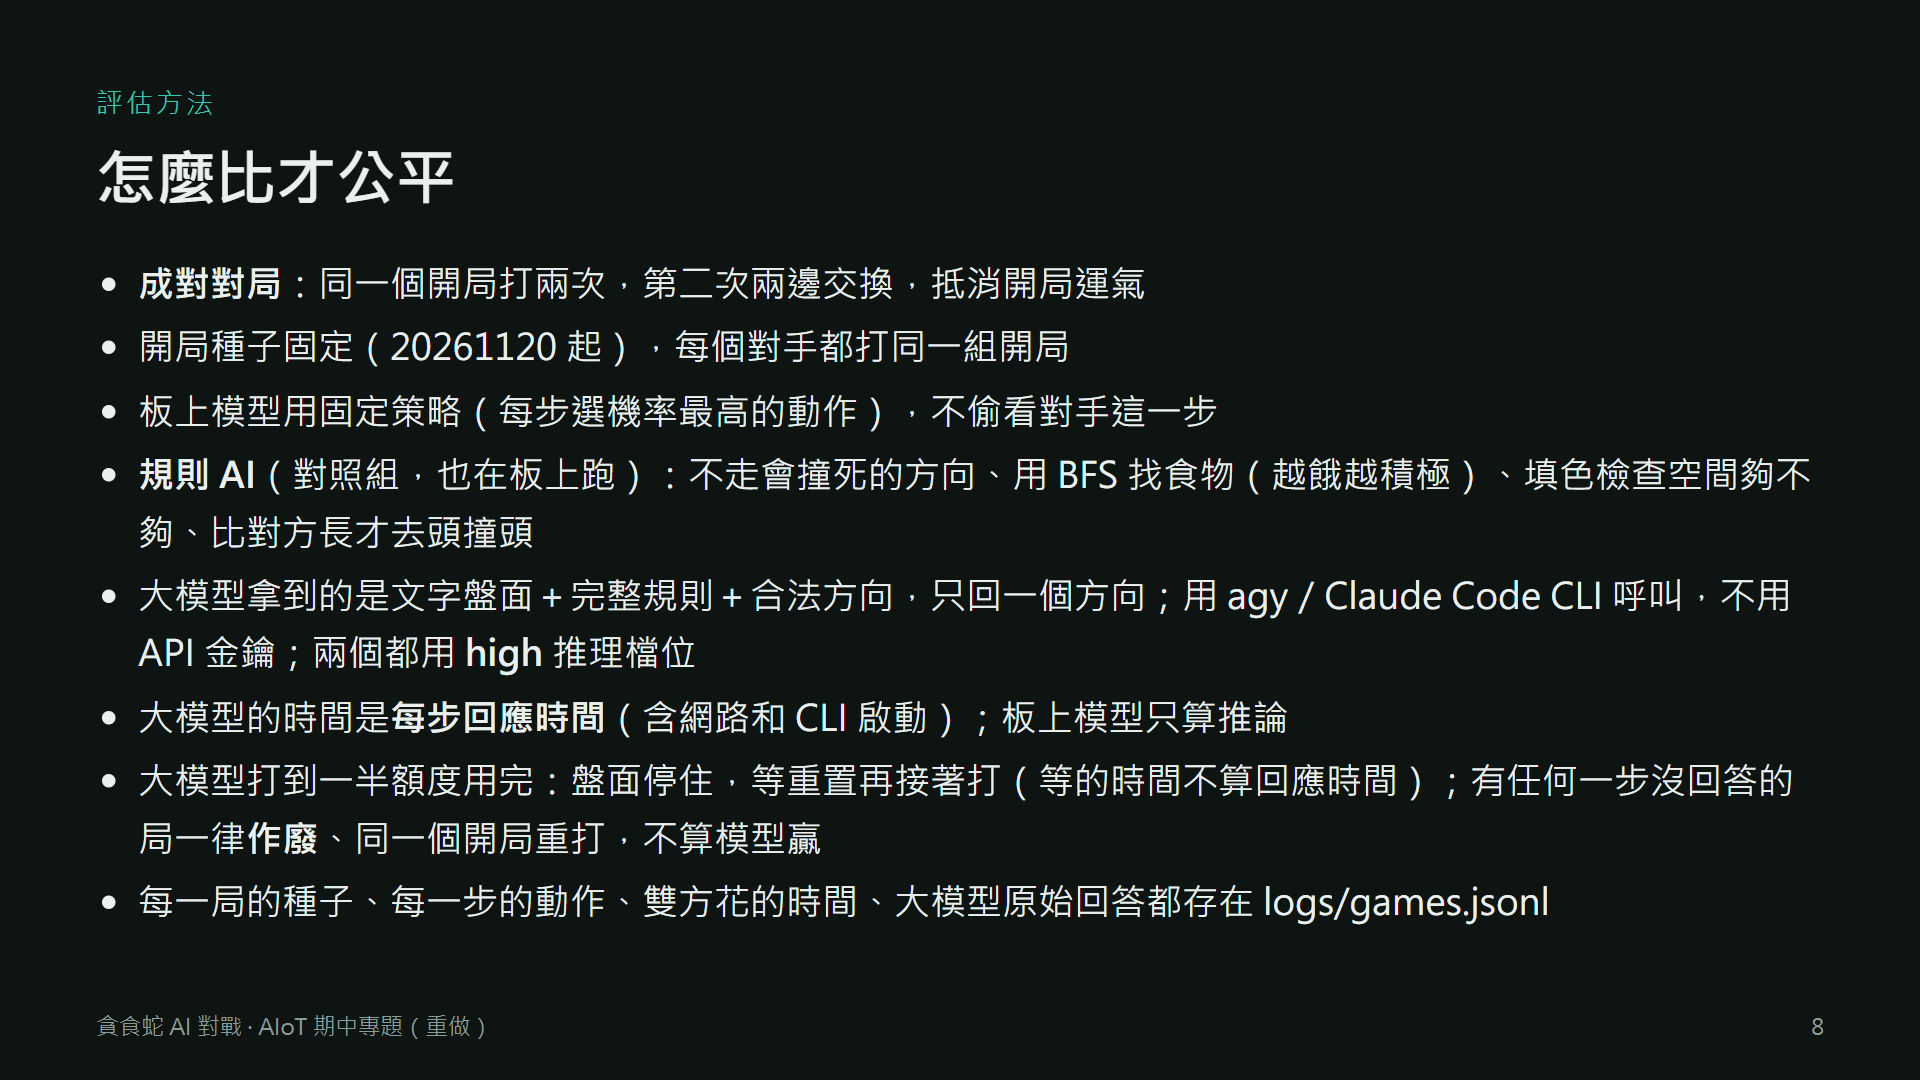 評估方法
怎麼比才公平
• 成對對局：同一個開局打兩次，第二次兩邊交換，抵消開局運氣
• 開局種子固定（20261120 起），每個對手都打同一組開局
• 板上模型用固定策略（每步選機率最高的動作），不偷看對手這一步
• 規則 AI（對照組，也在板上跑）：不走會撞死的方向、用 BFS 找食物（越餓越積極）、填色檢查空間夠不
夠、比對方長才去頭撞頭
• 大模型拿到的是文字盤面 + 完整規則 + 合法方向，只回一個方向；用 agy / Claude Code CLI 呼叫，不用
API 金鑰；兩個都用 high 推理檔位
• 大模型的時間是每步回應時間（含網路和 CLI 啟動）；板上模型只算推論
• 大模型打到一半額度用完：盤面停住，等重置再接著打（等的時間不算回應時間）；有任何一步沒回答的
局一律作廢、同一個開局重打，不算模型贏
• 每一局的種子、每一步的動作、雙方花的時間、大模型原始回答都存在 logs/games.jsonl
貪食蛇 AI 對戰 · AIoT 期中專題（重做）
8